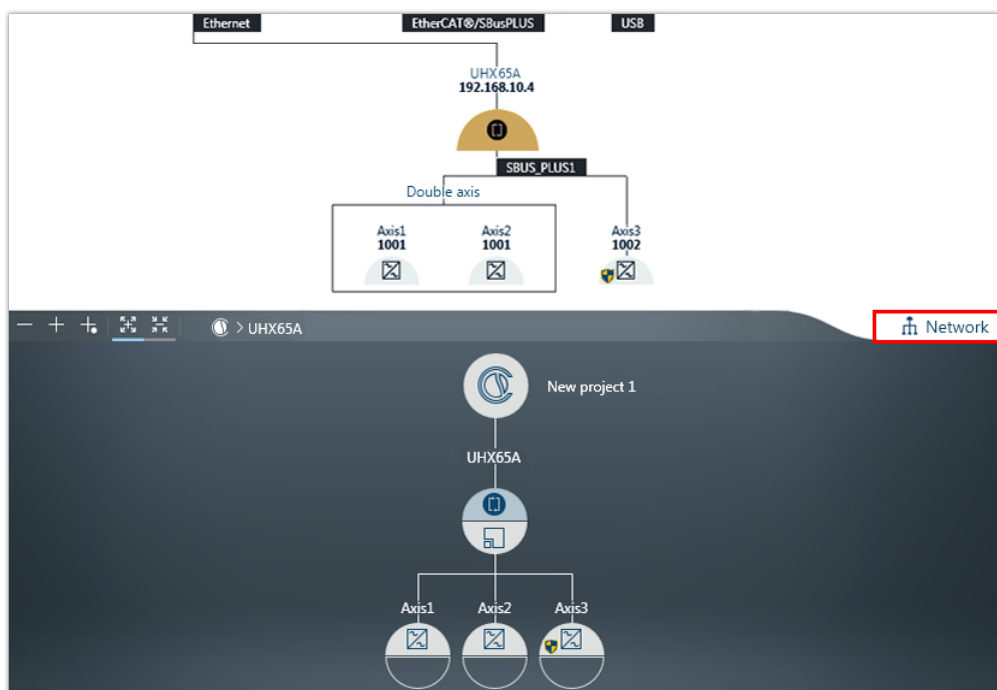 Ethernet
EtherCAT®/SBusPLUS
USB
UHX65A
192.168.10.4
SBUS_PLUS1
Double axis
Axis1
1001
Axis2
1001
Axis3
1002
> UHX65A
Network
New project 1
UHX65A
Axis1
Axis2
Axis3